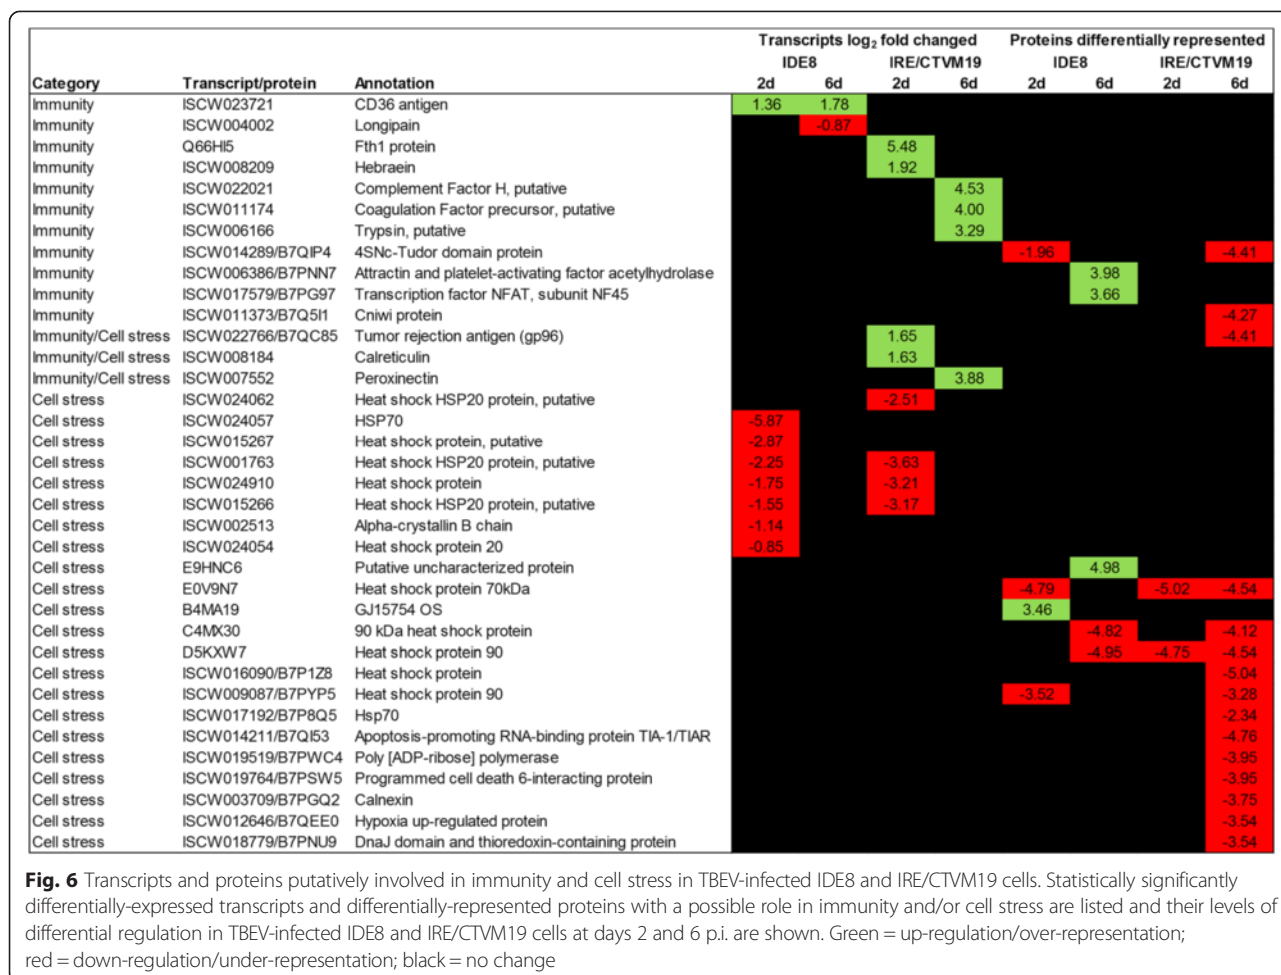 Transcripts log2 fold changed Proteins differentially represented
IDE8 IRE/CTVM19 IDE8 IRE/CTVM19
Category Transcript/protein Annotation 2d 6d 2d 6d 2d 6d 2d 6d
Immunity ISCW023721 CD36 antigen 1.36 1.78
Immunity ISCW004002 Longipain -0.87
Immunity Q66HI5 Fth1 protein 5.48
Immunity ISCW008209 Hebraein 1.92
Immunity ISCW022021 Complement Factor H, putative 4.53
Immunity ISCW011174 Coagulation Factor precursor, putative 4.00
Immunity ISCW006166 Trypsin, putative 3.29
Immunity ISCW014289/B7QIP4 4SNc-Tudor domain protein -1.96 -4.41
Immunity ISCW006386/B7PNN7 Attractin and platelet-activating factor acetylhydrolase 3.98
Immunity ISCW017579/B7PG97 Transcription factor NFAT, subunit NF45 3.66
Immunity ISCW011373/B7Q5I1 Cniwi protein -4.27
Immunity/Cell stress ISCW022766/B7QC85 Tumor rejection antigen (gp96) 1.65 -4.41
Immunity/Cell stress ISCW008184 Calreticulin 1.63
Immunity/Cell stress ISCW007552 Peroxinectin 3.88
Cell stress ISCW024062 Heat shock HSP20 protein, putative -2.51
Cell stress ISCW024057 HSP70 -5.87
Cell stress ISCW015267 Heat shock protein, putative -2.87
Cell stress ISCW001763 Heat shock HSP20 protein, putative -2.25 -3.63
Cell stress ISCW024910 Heat shock protein -1.75 -3.21
Cell stress ISCW015266 Heat shock HSP20 protein, putative -1.55 -3.17
Cell stress ISCW002513 Alpha-crystallin B chain -1.14
Cell stress ISCW024054 Heat shock protein 20 -0.85
Cell stress E9HNC6 Putative uncharacterized protein 4.98
Cell stress E0V9N7 Heat shock protein 70kDa -4.79 -5.02 -4.54
Cell stress B4MA19 GJ15754 OS 3.46
Cell stress C4MX30 90 kDa heat shock protein -4.82 -4.12
Cell stress D5KXW7 Heat shock protein 90 -4.95 -4.75 -4.54
Cell stress ISCW016090/B7P1Z8 Heat shock protein -5.04
Cell stress ISCW009087/B7PYP5 Heat shock protein 90 -3.52 -3.28
Cell stress ISCW017192/B7P8Q5 Hsp70 -2.34
Cell stress ISCW014211/B7QI53 Apoptosis-promoting RNA-binding protein TIA-1/TIAR -4.76
Cell stress ISCW019519/B7PWC4 Poly [ADP-ribose] polymerase -3.95
Cell stress ISCW019764/B7PSW5 Programmed cell death 6-interacting protein -3.95
Cell stress ISCW003709/B7PGQ2 Calnexin -3.75
Cell stress ISCW012646/B7QEE0 Hypoxia up-regulated protein -3.54
Cell stress ISCW018779/B7PNU9 DnaJ domain and thioredoxin-containing protein -3.54
Fig. 6 Transcripts and proteins putatively involved in immunity and cell stress in TBEV-infected IDE8 and IRE/CTVM19 cells. Statistically significantly
differentially-expressed transcripts and differentially-represented proteins with a possible role in immunity and/or cell stress are listed and their levels of
differential regulation in TBEV-infected IDE8 and IRE/CTVM19 cells at days 2 and 6 p.i. are shown. Green = up-regulation/over-representation;
red = down-regulation/under-representation; black = no change